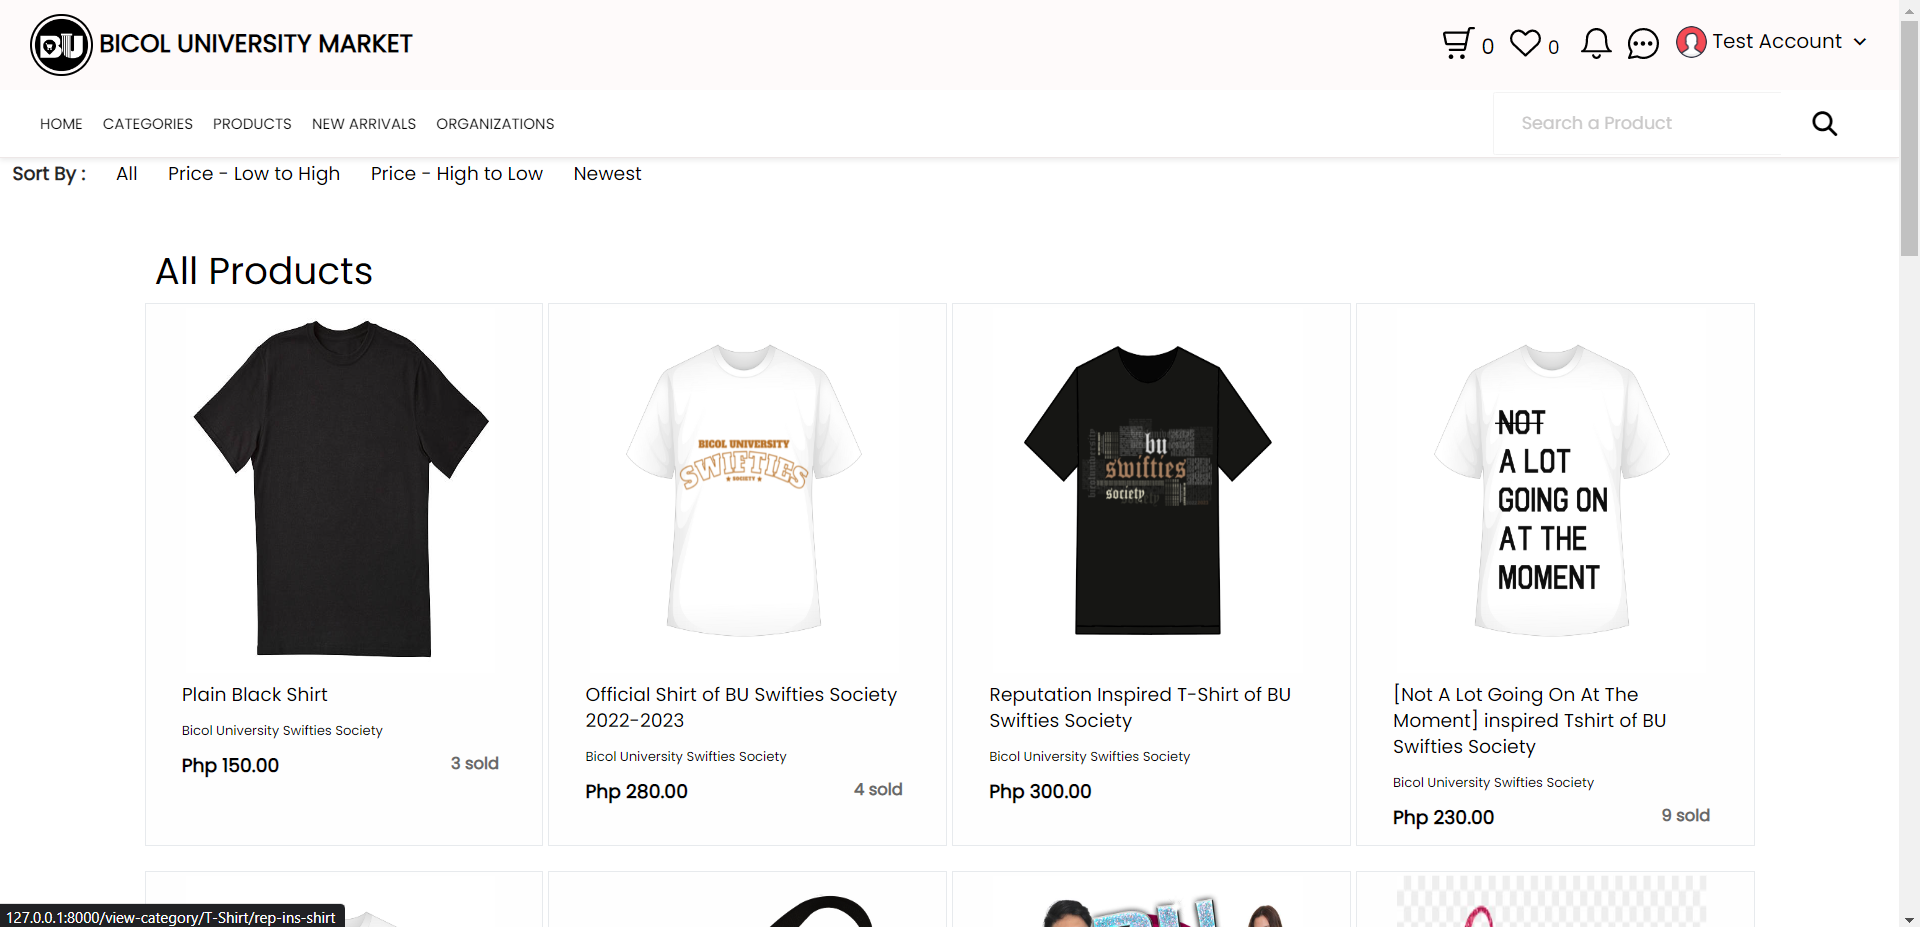 BU BICOL UNIVERSITY MARKET
0
0
Test Account
HOME CATEGORIES PRODUCTS NEW ARRIVALS ORGANIZATIONS
Search a Product
Sort By : All Price - Low to High Price - High to Low Newest
All Products
BICOL UNIVERSITY
SWIFTIES
SOCIETY
bu
swifties
society
NOT
A LOT
GOING ON
AT THE
MOMENT
Plain Black Shirt
Bicol University Swifties Society
Php 150.00 3 sold
Official Shirt of BU Swifties Society
2022-2023
Bicol University Swifties Society
Php 280.00 4 sold
Reputation Inspired T-Shirt of BU
Swifties Society
Bicol University Swifties Society
Php 300.00
[Not A Lot Going On At The
Moment] inspired Tshirt of BU
Swifties Society
Bicol University Swifties Society
Php 230.00 9 sold
127.0.0.1:8000/view-category/T-Shirt/rep-ins-shirt